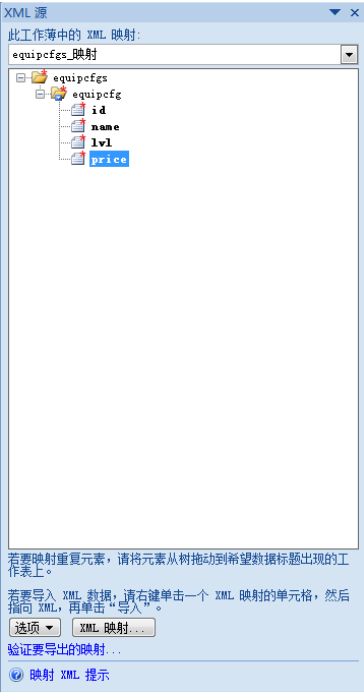 XML 源
此工作薄中的 XML 映射:
equipcfgs_映射
equipcfgs
equipcfg
id
name
lvl
price
若要映射重复元素，请将元素从树拖动到希望数据标题出现的工
作表上。
若要导入 XML 数据，请右键单击一个 XML 映射的单元格，然后
指向 XML，再单击“导入”。
选项
XML 映射...
验证要导出的映射...
映射 XML 提示